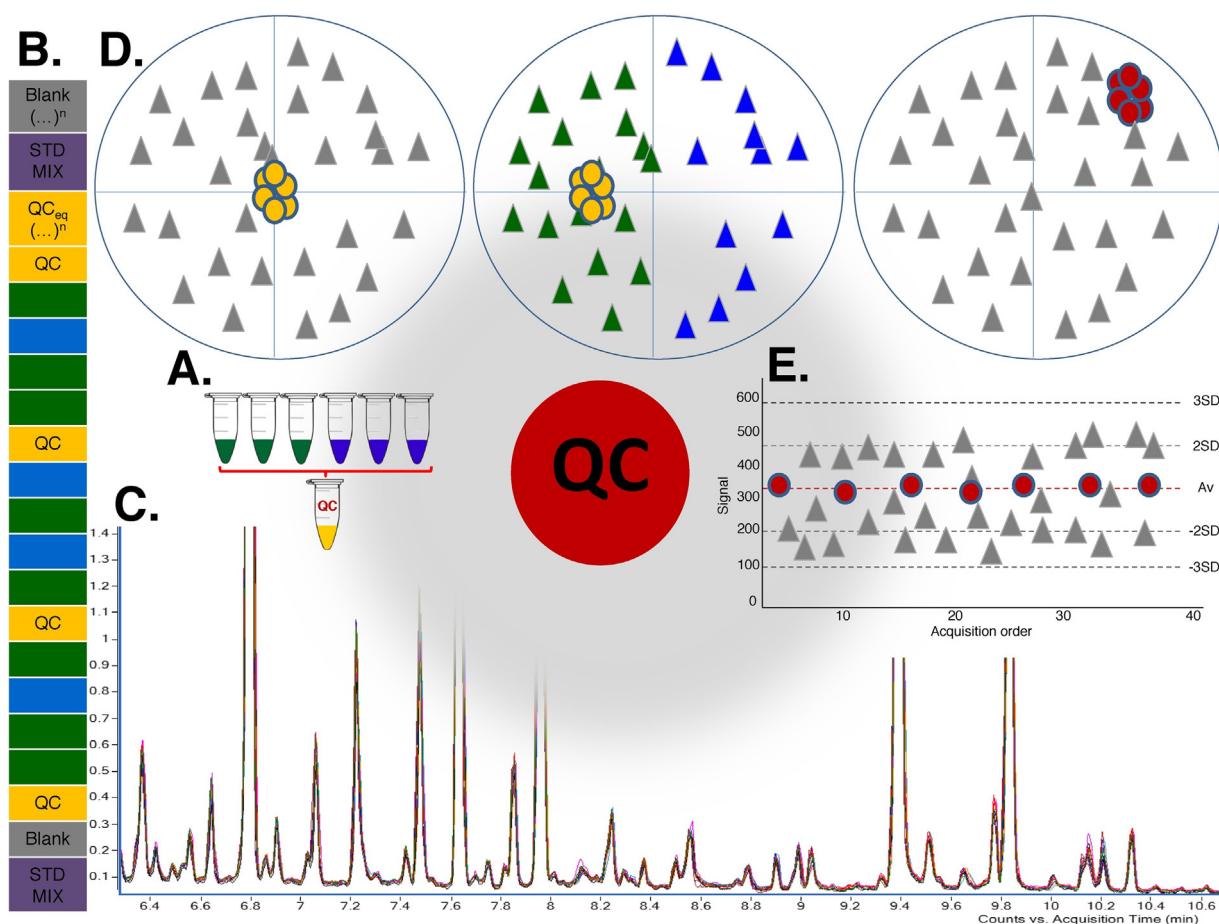 B.
D.
Blank
(...)ⁿ
STD
MIX
QCeq
(...)ⁿ
QC
QC
QC
QC
Blank
STD
MIX
A.
QC
QC
E.
600
500
400
300
200
100
0
Signal
3SD
2SD
Av
-2SD
-3SD
10
20
30
40
Acquisition order
C.
1.4
1.3
1.2
1.1
1
0.9
0.8
0.7
0.6
0.5
0.4
0.3
0.2
0.1
6.4
6.6
6.8
7
7.2
7.4
7.6
7.8
8
8.2
8.4
8.6
8.8
9
9.2
9.4
9.6
9.8
10
10.2
10.4
10.6
Counts vs. Acquisition Time (min)